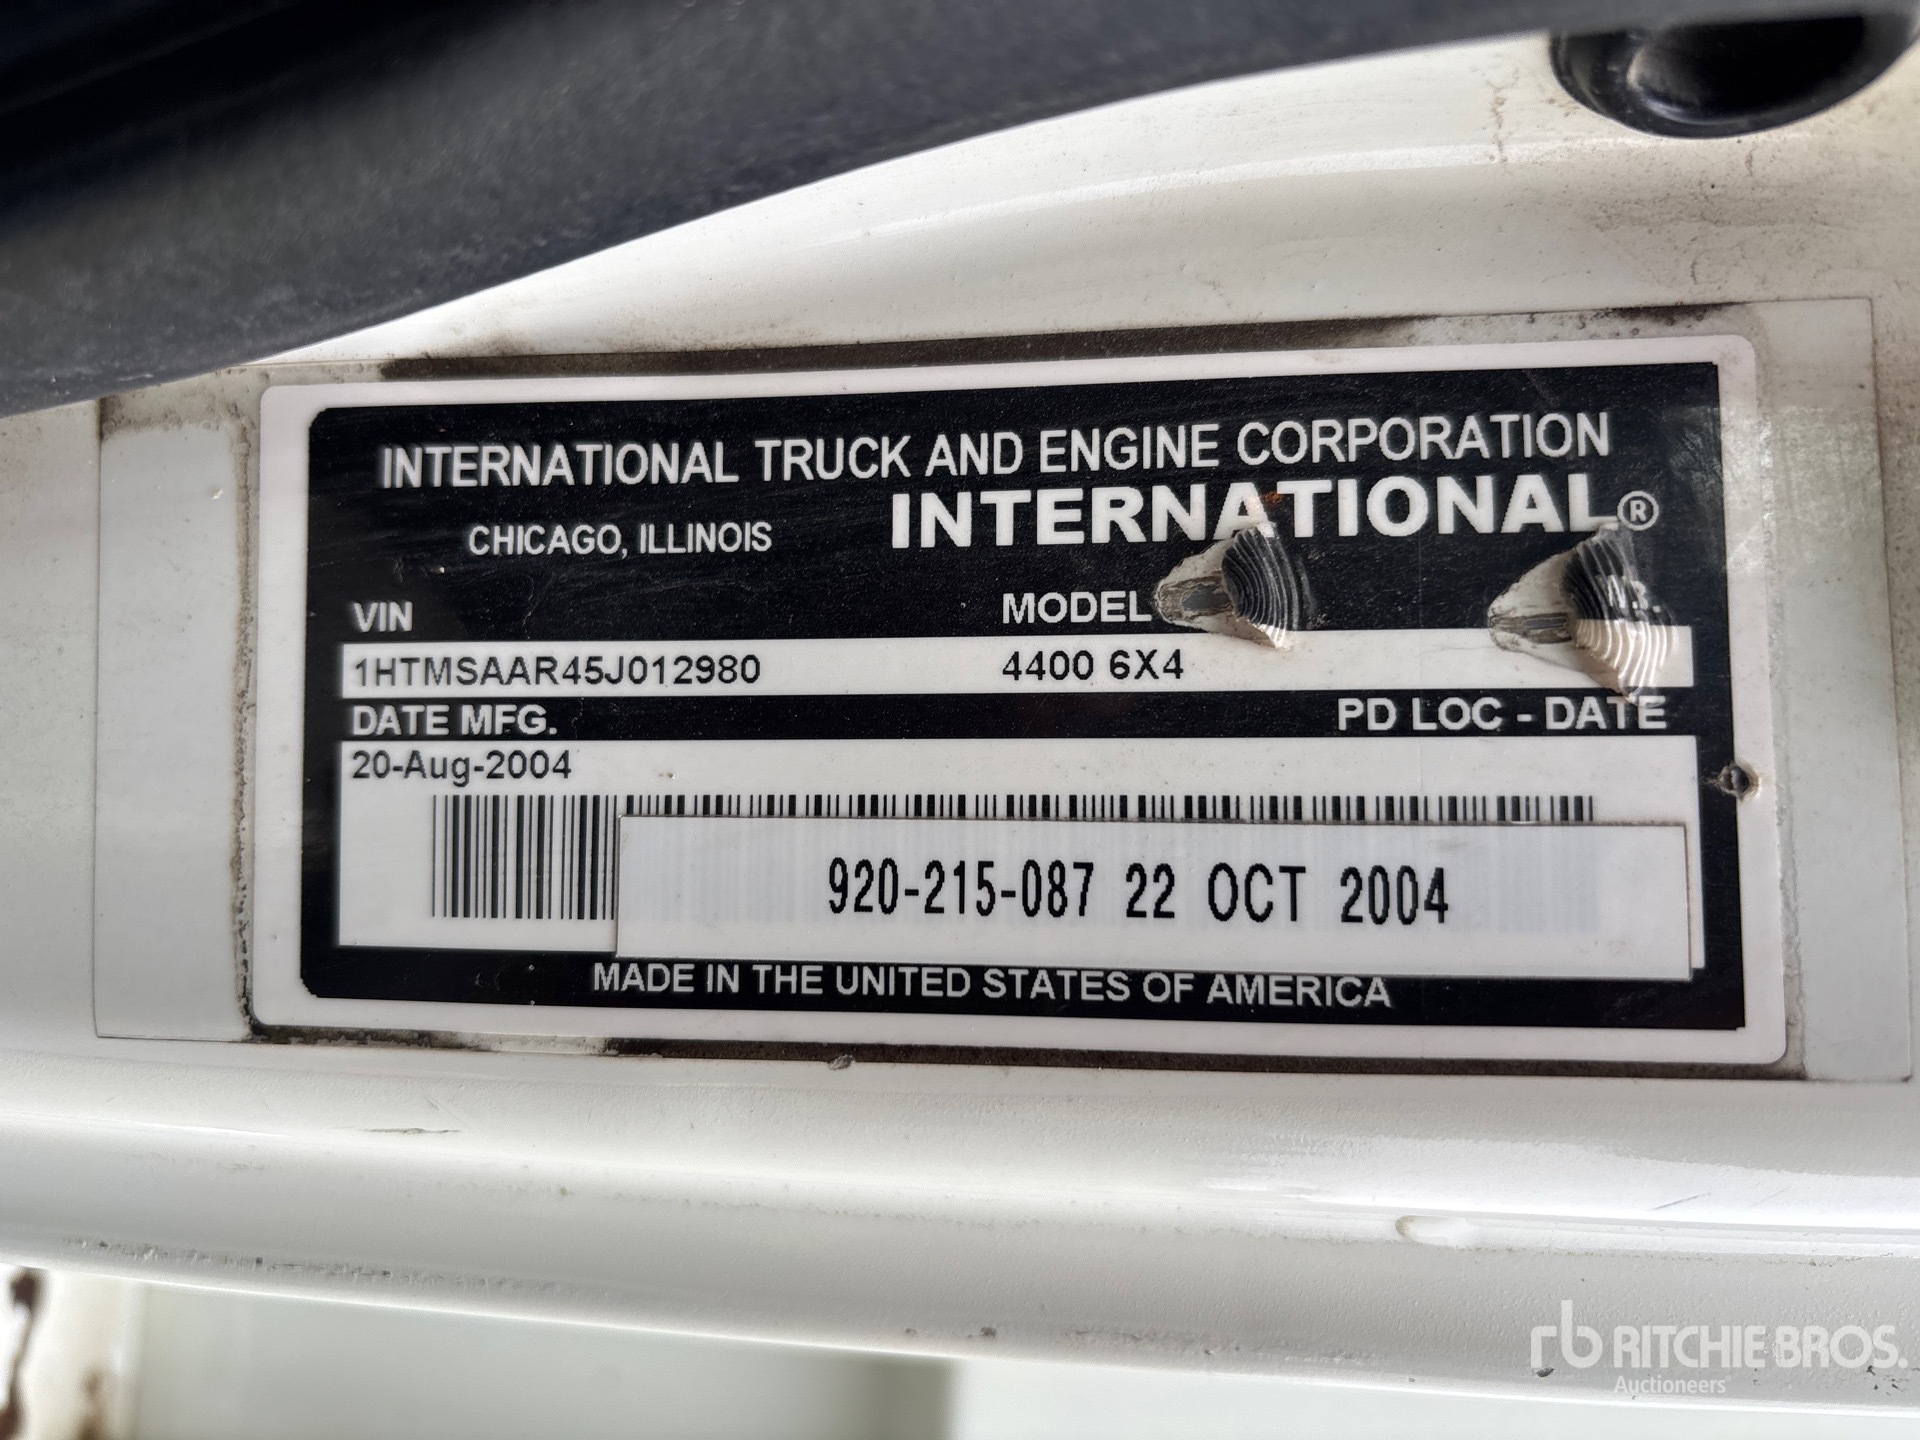 INTERNATIONAL TRUCK AND ENGINE CORPORATION
CHICAGO, ILLINOIS INTERNATIONAL®
VIN MODEL
1HTMSAAR45J012980 4400 6X4
DATE MFG. PD LOC - DATE
20-Aug-2004
920-215-087 22 OCT 2004
MADE IN THE UNITED STATES OF AMERICA
rb RITCHIE BROS.
Auctioneers